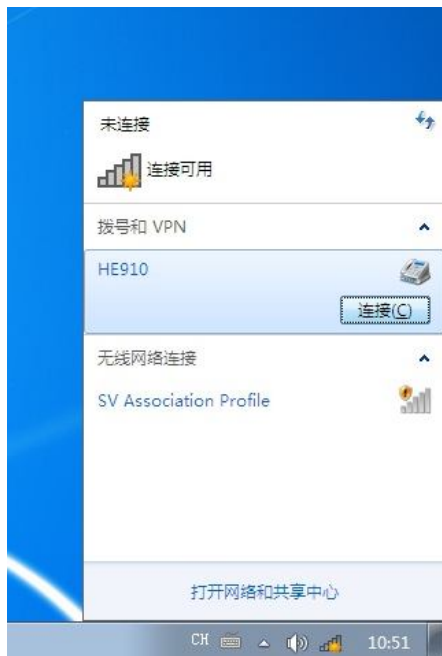 未连接
连接可用
拨号和 VPN
HE910
连接(C)
无线网络连接
SV Association Profile
打开网络和共享中心
CH
10:51